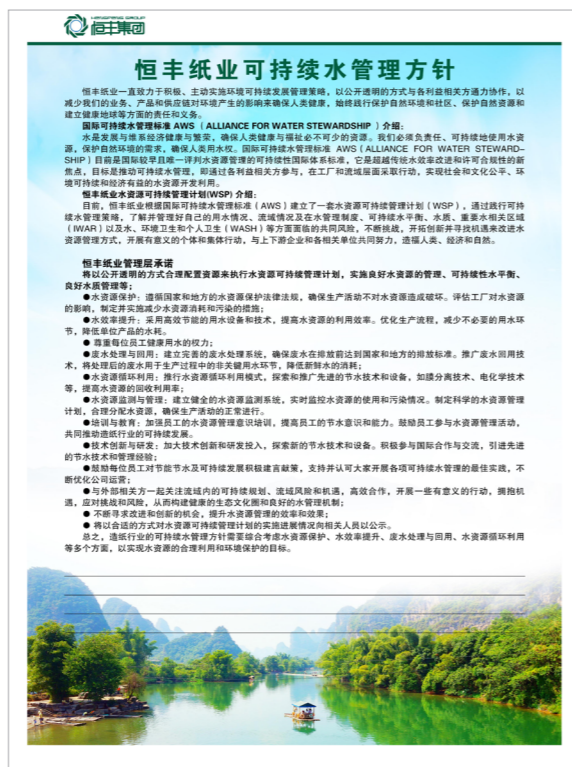 HENGFENG GROUP
恒丰集团
恒丰纸业可持续水管理方针
恒丰纸业一直致力于积极、主动实施环境可持续发展管理策略，以公开透明的方式与各利益相关方通力协作，以
减少我们的业务、产品和供应链对环境产生的影响来确保人类健康，始终践行保护自然环境和社区、保护自然资源和
建立健康地球等方面的责任和义务。
国际可持续水管理标准 AWS （ALLIANCE FOR WATER STEWARDSHIP ）介绍：
水是发展与维系经济健康与繁荣，确保人类健康与福祉必不可少的资源。我们必须负责任、可持续地使用水资
源，保护自然环境的需求，确保人类用水权。国际可持续水管理标准 AWS（ALLIANCE FOR WATER STEWARD-
SHIP）目前是国际较早且唯一评判水资源管理的可持续性国际体系标准，它是超越传统水效率改进和许可合规性的新
焦点，目标是推动可持续水管理，即通过各利益相关方参与，在工厂和流域层面采取行动，实现社会和文化公平、环
境可持续和经济有益的水资源开发利用。
恒丰纸业水资源可持续管理计划(WSP) 介绍：
目前，恒丰纸业根据国际可持续水管理标准（AWS）建立了一套水资源可持续管理计划（WSP），通过践行可持
续水管理策略，了解并管理好自己的用水情况、流域情况及在水管理制度、可持续水平衡、水质、重要水相关区域
（IWAR）以及水、环境卫生和个人卫生（WASH）等方面面临的共同风险，不断挑战，开拓创新并寻找机遇来改进水
资源管理方式，开展有意义的个体和集体行动，与上下游企业和各相关单位共同努力，造福人类、经济和自然。
恒丰纸业管理层承诺
将以公开透明的方式合理配置资源来执行水资源可持续管理计划，实施良好水资源的管理、可持续性水平衡、
良好水质管理等；
●水资源保护：遵循国家和地方的水资源保护法律法规，确保生产活动不对水资源造成破坏。评估工厂对水资源
的影响，制定并实施减少水资源消耗和污染的措施；
●水效率提升：采用高效节能的用水设备和技术，提高水资源的利用效率。优化生产流程，减少不必要的用水环
节，降低单位产品的水耗。
● 尊重每位员工健康用水的权力；
●废水处理与回用：建立完善的废水处理系统，确保废水在排放前达到国家和地方的排放标准。推广废水回用技
术，将处理后的废水用于生产过程中的非关键用水环节，降低新鲜水的消耗；
●水资源循环利用：推行水资源循环利用模式，探索和推广先进的节水技术和设备，如膜分离技术、电化学技术
等，提高水资源的回收利用率；
●水资源监测与管理：建立健全的水资源监测系统，实时监控水资源的使用和污染情况。制定科学的水资源管理
计划，合理分配水资源，确保生产活动的正常进行。
●培训与教育：加强员工的水资源管理意识培训，提高员工的节水意识和能力。鼓励员工参与水资源管理活动，
共同推动造纸行业的可持续发展。
●技术创新与研发：加大技术创新和研发投入，探索新的节水技术和设备。积极参与国际合作与交流，引进先进
的节水技术和管理经验；
●鼓励每位员工对节能节水及可持续发展积极建言献策，支持并认可大家开展各项可持续水管理的最佳实践，不
断优化公司运营；
●与外部相关方一起关注流域内的可持续规划、流域风险和机遇，高效合作，开展一些有意义的行动，拥抱机
遇，应对挑战和风险，从而构建健康的生态文化圈和良好的水管理机制；
● 不断寻求改进和创新的机会，提升水资源管理的效率和效果；
● 将以合适的方式对水资源可持续管理计划的实施进展情况向相关人员以公示。
总之，造纸行业的可持续水管理方针需要综合考虑水资源保护、水效率提升、废水处理与回用、水资源循环利用
等多个方面，以实现水资源的合理利用和环境保护的目标。